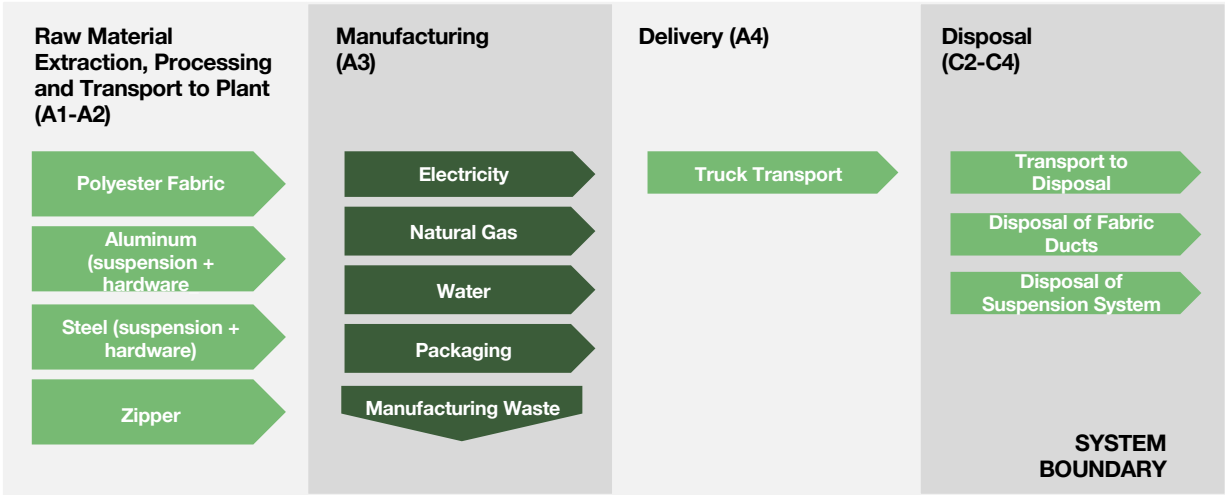 Raw Material
Extraction, Processing
and Transport to Plant
(A1-A2)
Polyester Fabric
Aluminum
(suspension +
hardware
Steel (suspension +
hardware)
Zipper
Manufacturing
(A3)
Electricity
Natural Gas
Water
Packaging
Manufacturing Waste
Delivery (A4)
Truck Transport
Disposal
(C2-C4)
Transport to
Disposal
Disposal of Fabric
Ducts
Disposal of
Suspension System
SYSTEM
BOUNDARY